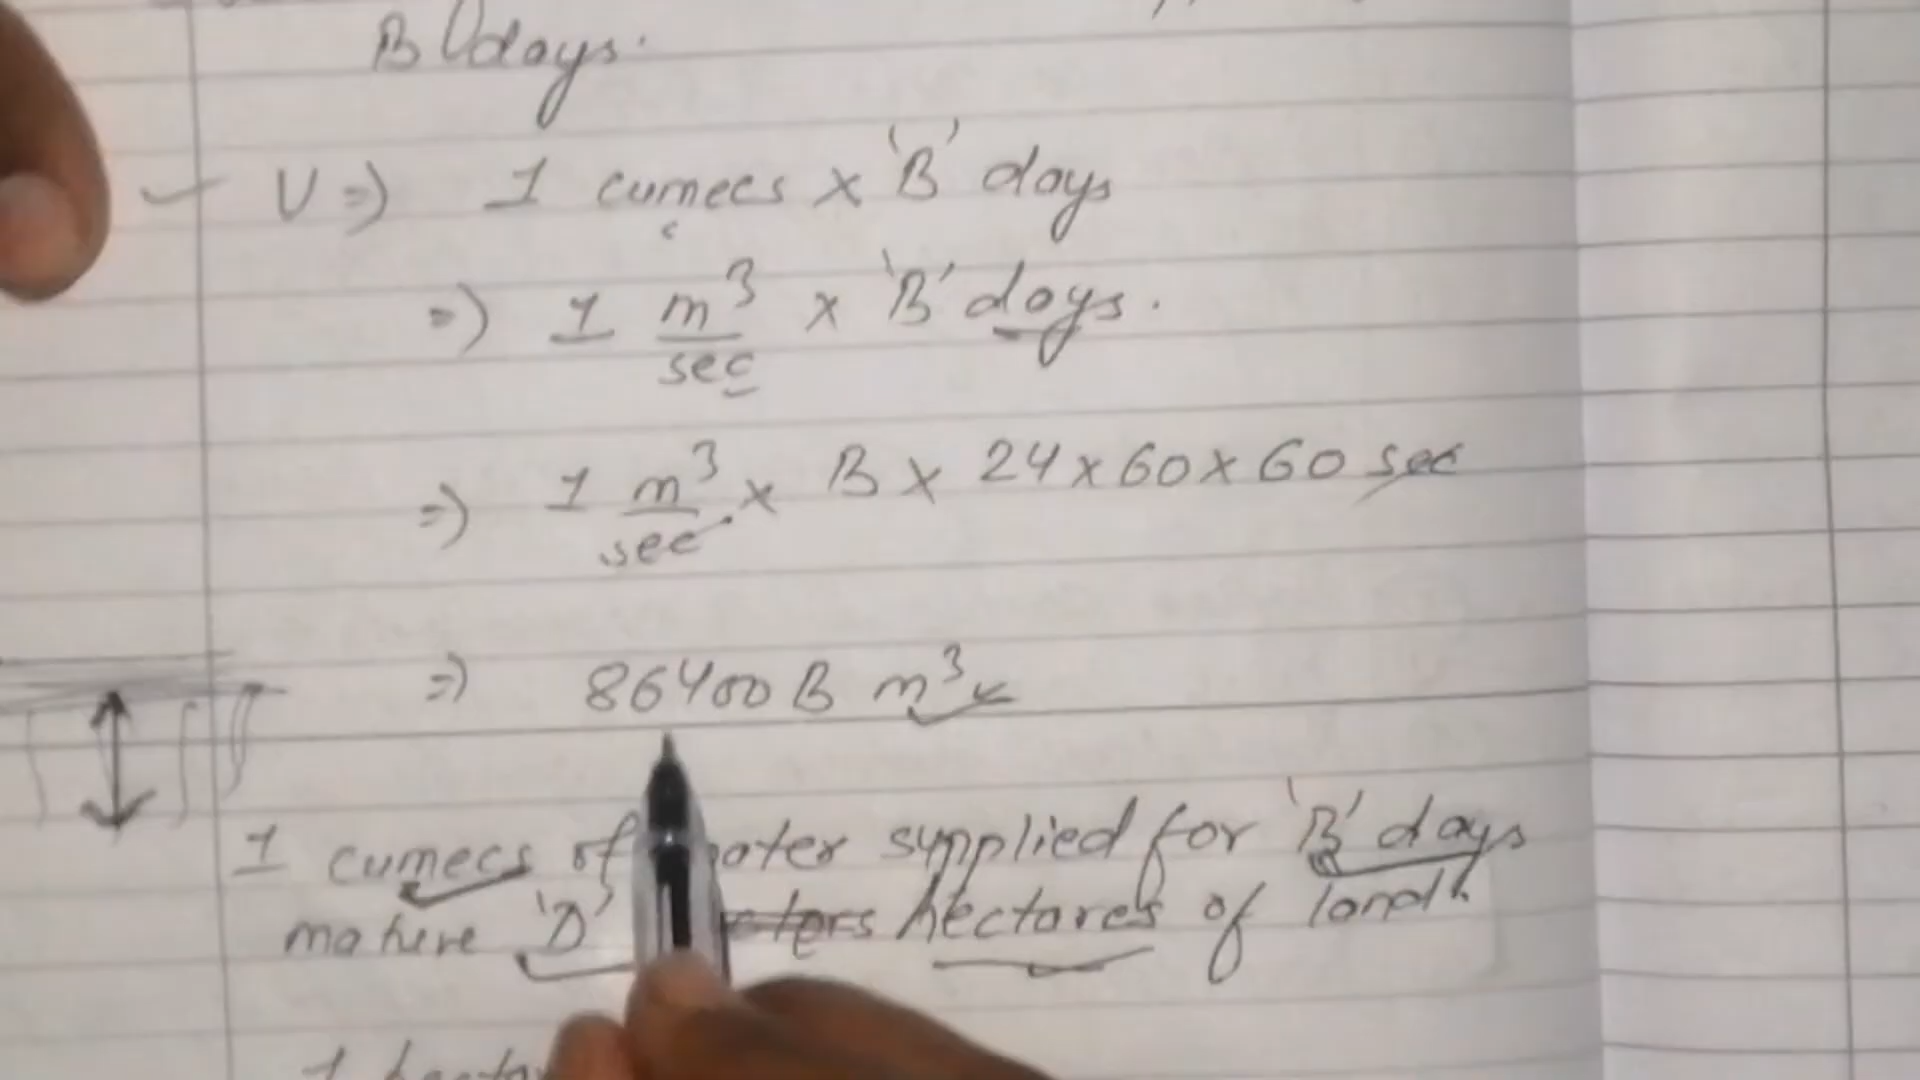 B days.
V => 1 cumecs x 'B' days
=> 1 m³/sec x 'B' days.
=> 1 m³/sec x B x 24 x 60 x 60 sec
=> 86400 B m³
1 cumecs of water supplied for 'B' days
mature 'D' hectares of land.